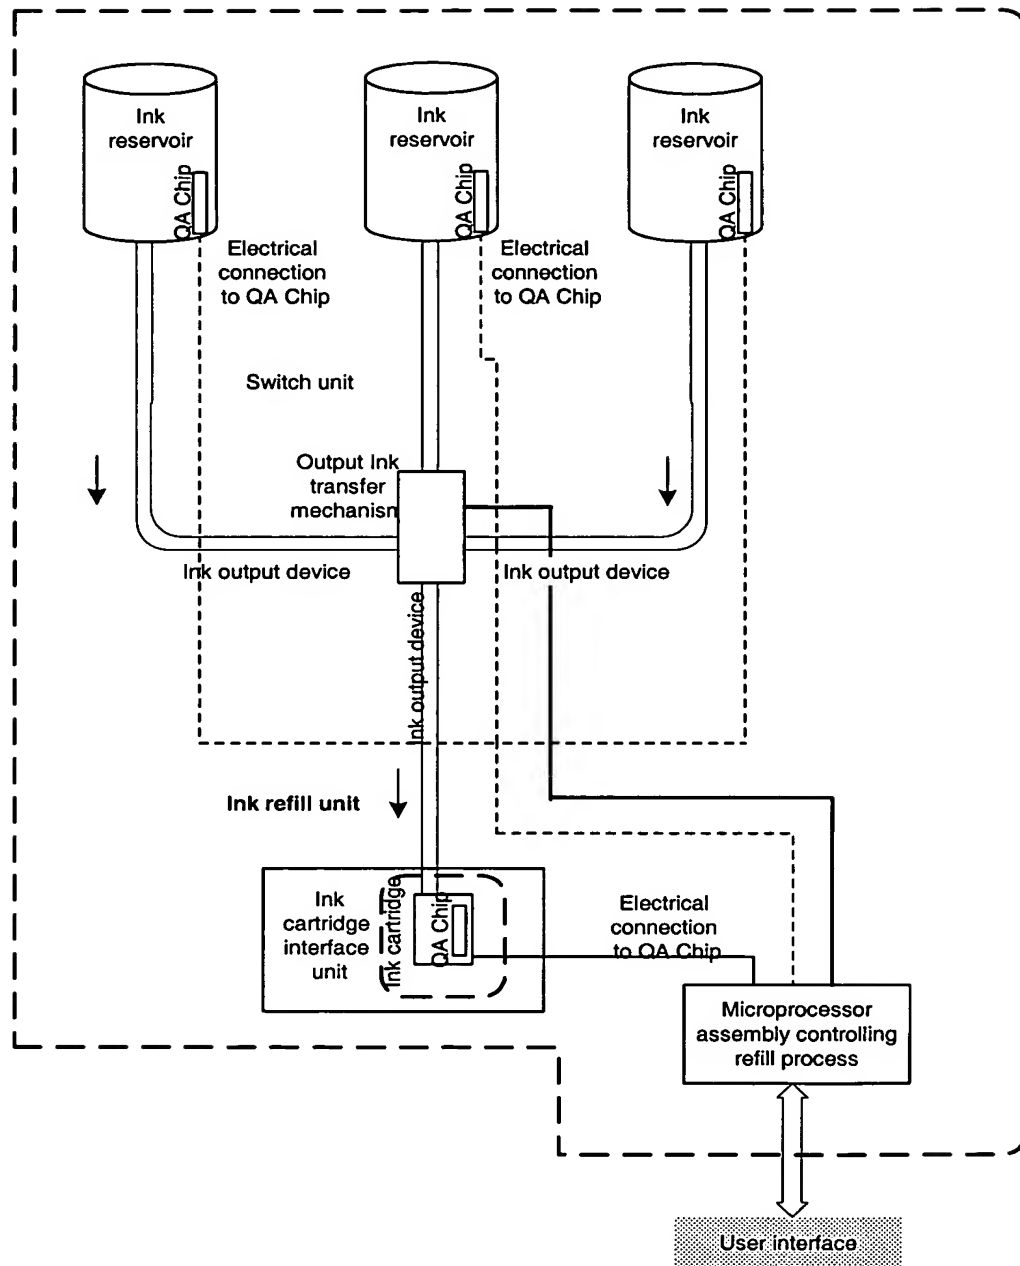 Ink
reservoir
QA Chip
Ink
reservoir
QA Chip
Ink
reservoir
QA Chip
Electrical
connection
to QA Chip
Electrical
connection
to QA Chip
Switch unit
Output Ink
transfer
mechanism
Ink output device
Ink output device
Ink output device
Ink refill unit
Ink
cartridge
interface
unit
Ink cartridge
QA Chip
Electrical
connection
to QA Chip
Microprocessor
assembly controlling
refill process
User interface